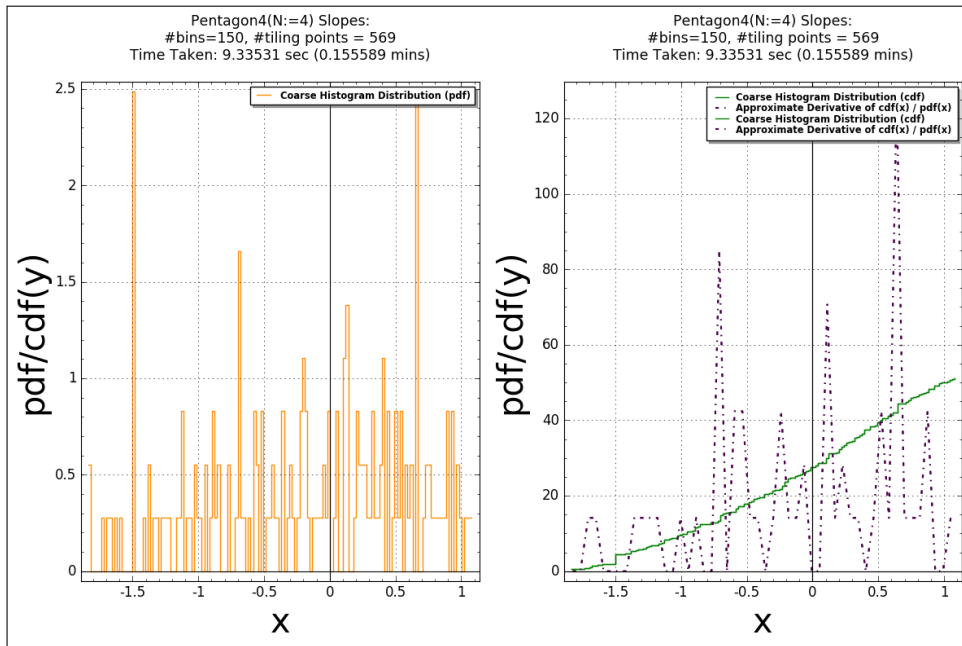 Pentagon4(N:=4) Slopes:
#bins=150, #tiling points = 569
Time Taken: 9.33531 sec (0.155589 mins)
Coarse Histogram Distribution (pdf)
2.5
2
1.5
1
0.5
0
-1.5
-1
-0.5
0
0.5
1
pdf/cdf(y)
x
Pentagon4(N:=4) Slopes:
#bins=150, #tiling points = 569
Time Taken: 9.33531 sec (0.155589 mins)
Coarse Histogram Distribution (cdf)
Approximate Derivative of cdf(x) / pdf(x)
Coarse Histogram Distribution (cdf)
Approximate Derivative of cdf(x) / pdf(x)
120
100
80
60
40
20
0
-1.5
-1
-0.5
0
0.5
1
pdf/cdf(y)
x